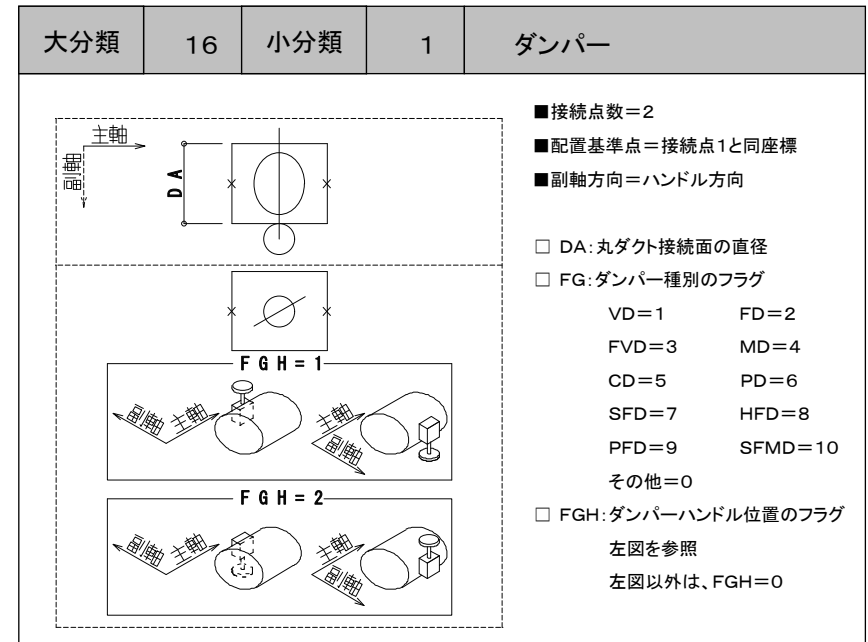 大分類 16 小分類 1 ダンパー
主軸
副軸
DA
FGH=1
副軸 主軸 主軸
副軸
FGH=2
副軸 主軸 主軸
副軸
■接続点数=2
■配置基準点=接続点1と同座標
■副軸方向=ハンドル方向
□ DA:丸ダクト接続面の直径
□ FG:ダンパー種別のフラグ
VD=1 FD=2
FVD=3 MD=4
CD=5 PD=6
SFD=7 HFD=8
PFD=9 SFMD=10
その他=0
□ FGH:ダンパーハンドル位置のフラグ
左図を参照
左図以外は、FGH=0